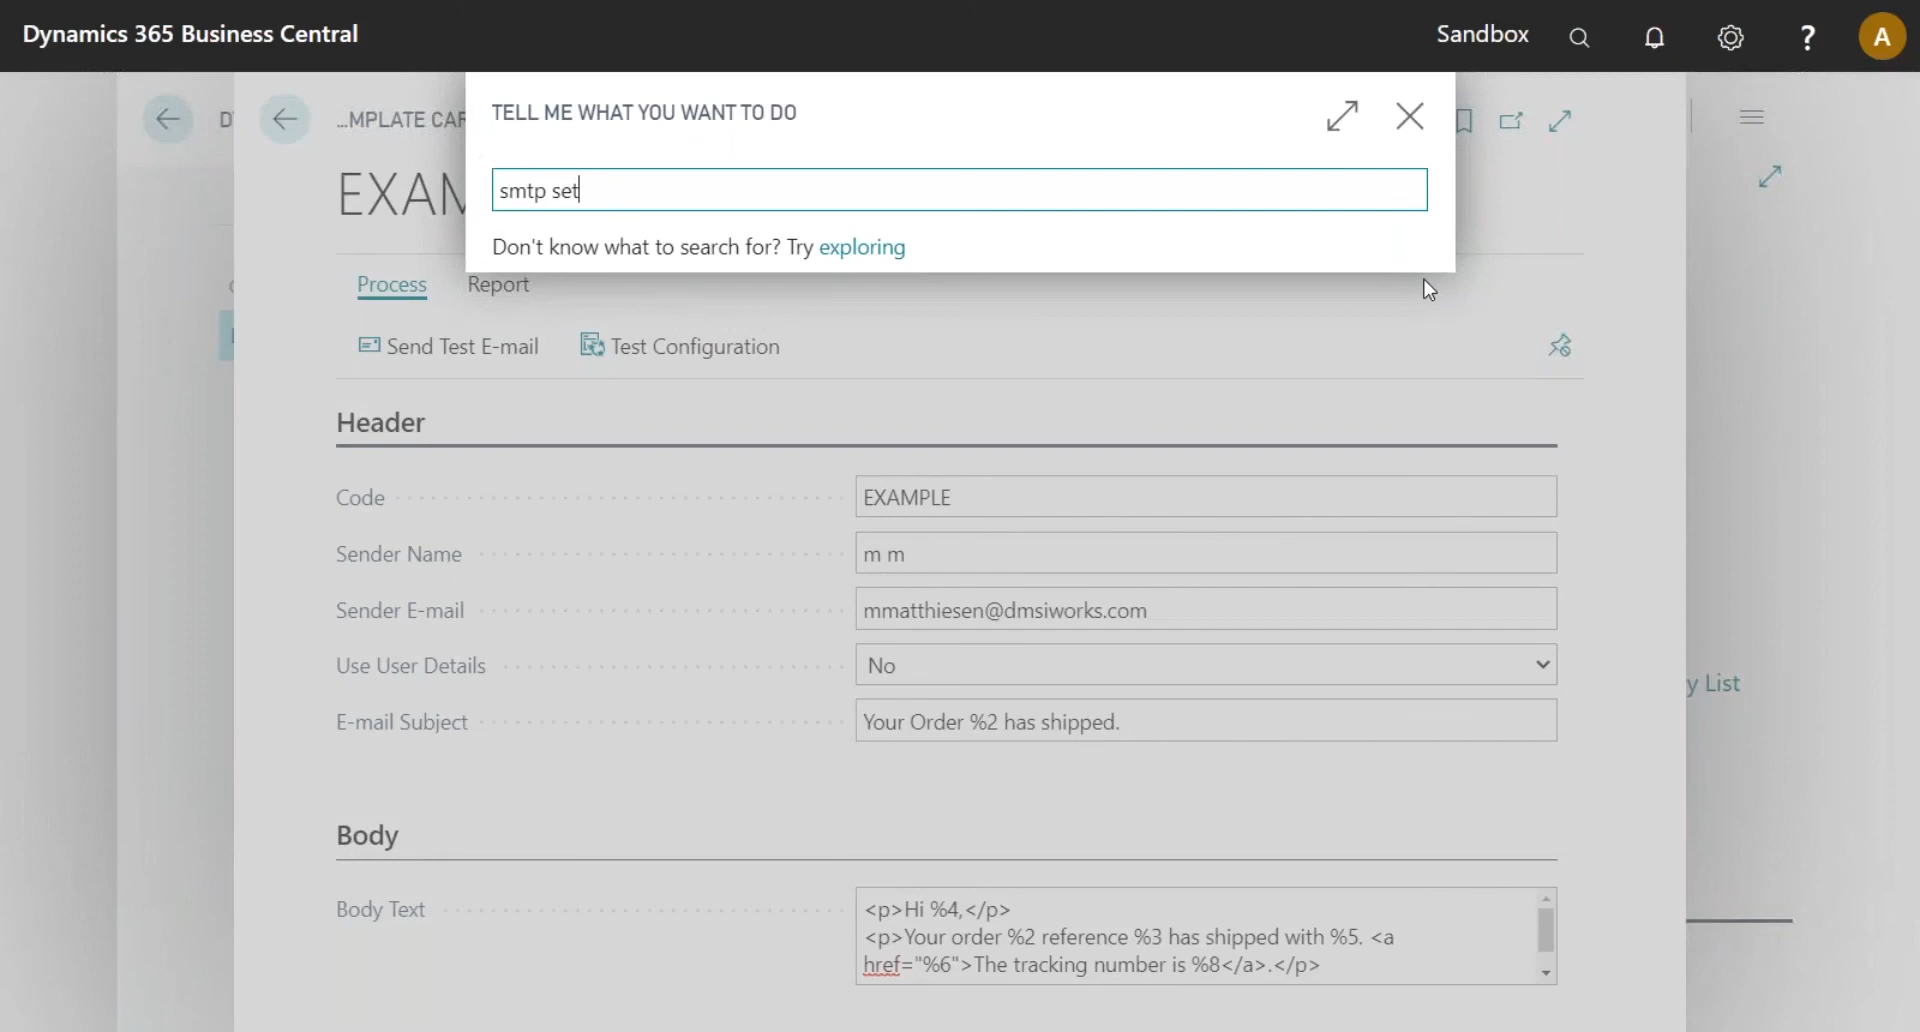 Dynamics 365 Business Central
Sandbox
A
TELL ME WHAT YOU WANT TO DO
...MPLATE CAR
smtp set
EXAM
Don't know what to search for? Try exploring
Process
Report
Send Test E-mail
Test Configuration
Header
Code
EXAMPLE
Sender Name
m m
Sender E-mail
mmatthiesen@dmsiworks.com
Use User Details
No
y List
E-mail Subject
Your Order %2 has shipped.
Body
Body Text
<p>Hi %4,</p>
<p>Your order %2 reference %3 has shipped with %5. <a
href="%6">The tracking number is %8</a>.</p>